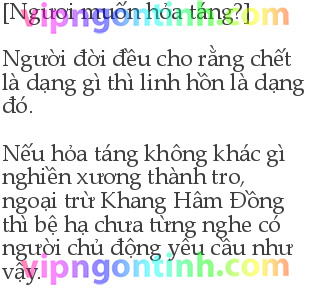 [Ngươi muốn hỏa táng?]
vipngontinh.com
Người đời đều cho rằng chết
là dạng gì thì linh hồn là dạng
đó.
Nếu hỏa táng không khác gì
nghiền xương thành tro,
ngoại trừ Khang Hâm Đồng
thì bệ hạ chưa từng nghe có
người chủ động yêu cầu như
vậy.
vipngontinh.com